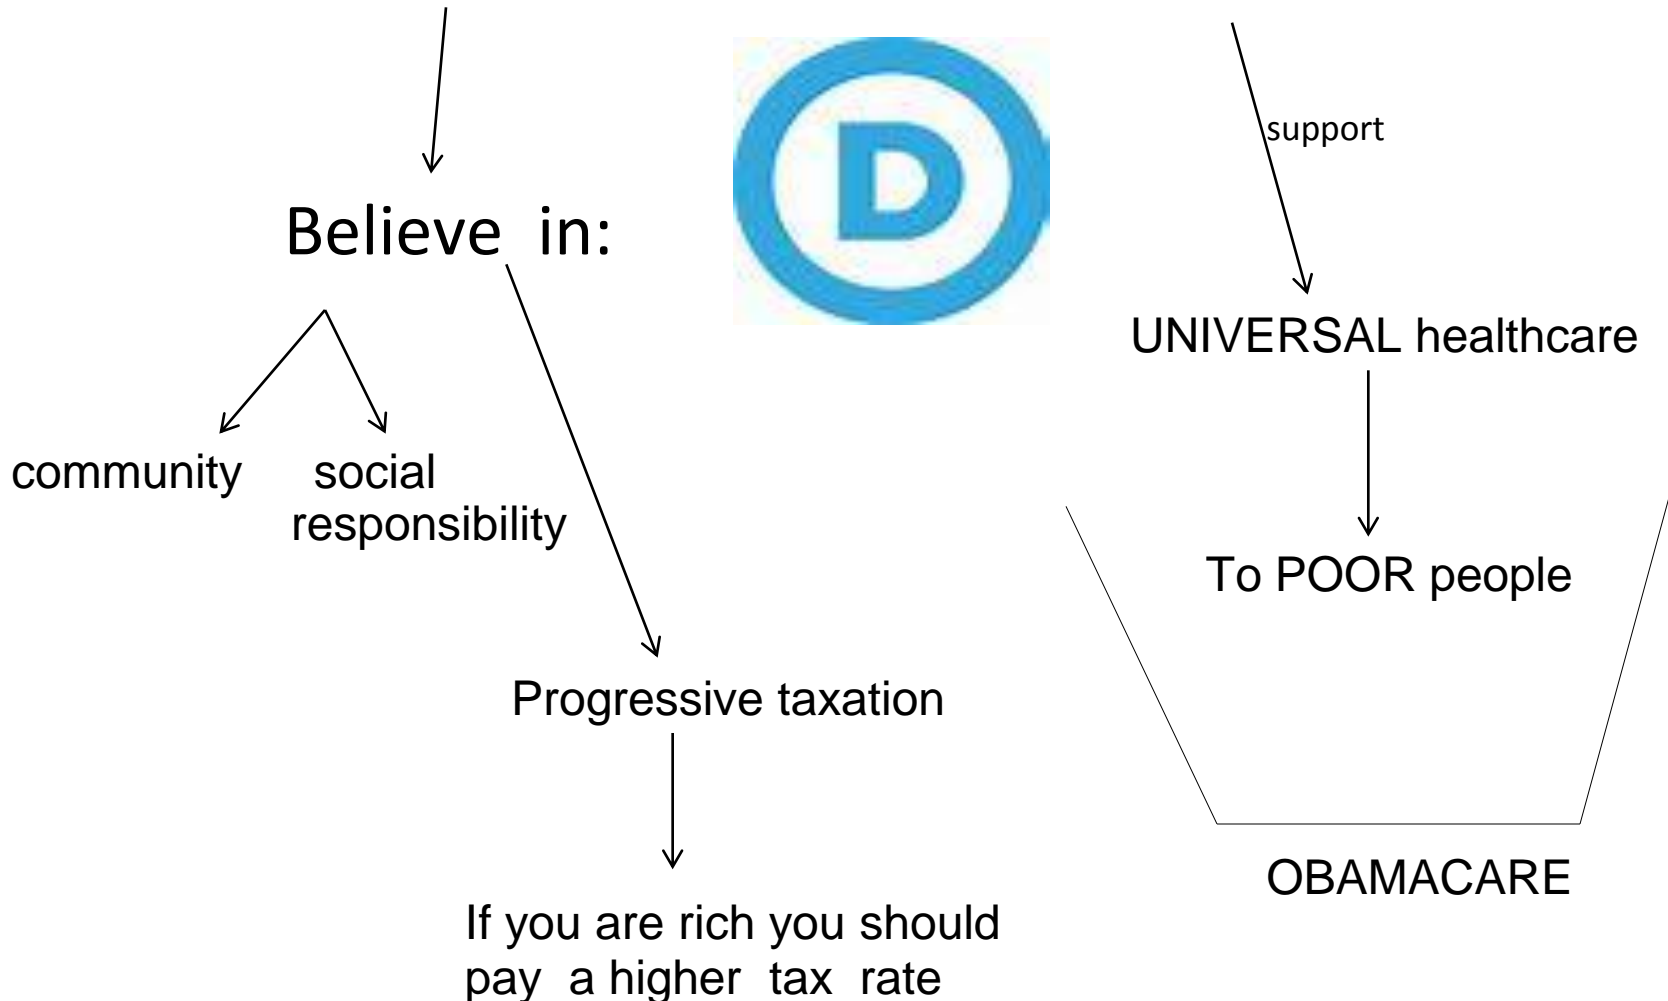 D
support
Believe in:
UNIVERSAL healthcare
community
social
responsibility
To POOR people
Progressive taxation
OBAMACARE
If you are rich you should
pay a higher tax rate